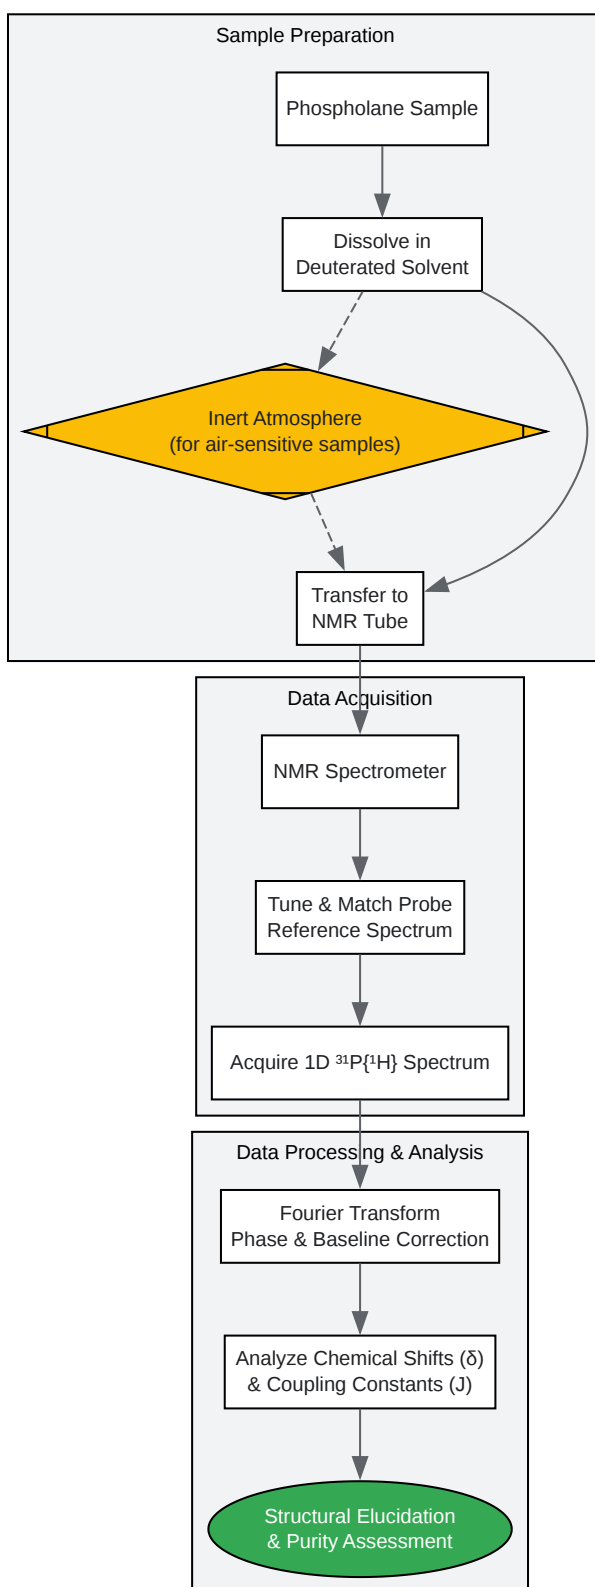 Sample Preparation
Phospholane Sample
Dissolve in
Deuterated Solvent
Inert Atmosphere
(for air-sensitive samples)
Transfer to
NMR Tube
Data Acquisition
NMR Spectrometer
Tune & Match Probe
Reference Spectrum
Acquire 1D ³¹P{¹H} Spectrum
Data Processing & Analysis
Fourier Transform
Phase & Baseline Correction
Analyze Chemical Shifts (δ)
& Coupling Constants (J)
Structural Elucidation
& Purity Assessment